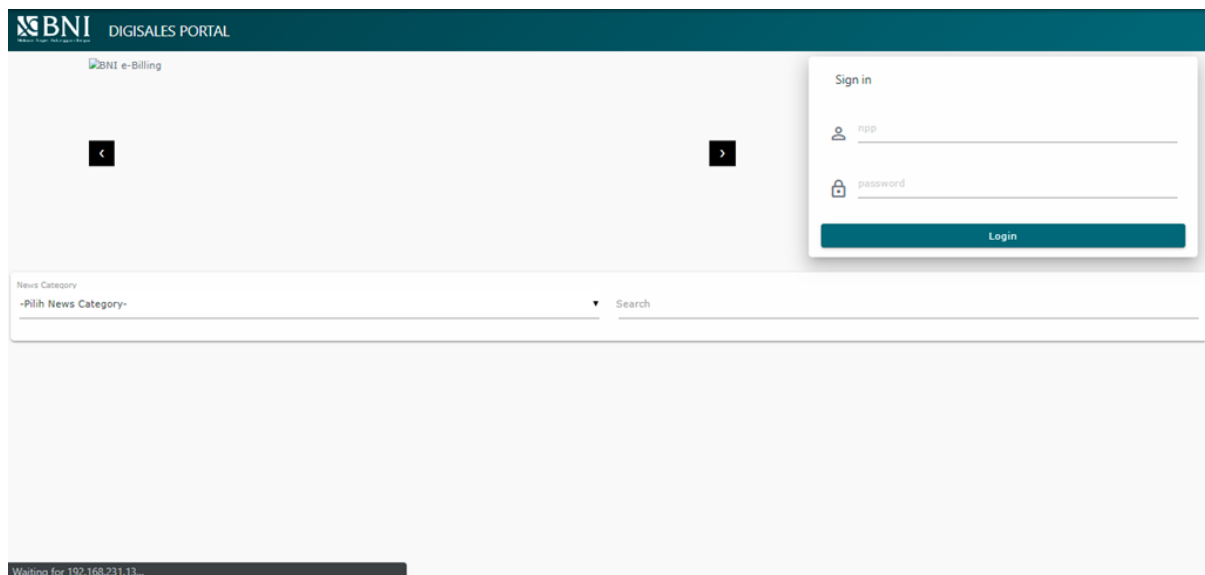 BNI DIGISALES PORTAL
BNI e-Billing
Sign in
npp
password
Login
News Category
-Pilih News Category-
Search
Waiting for 192.168.231.13...